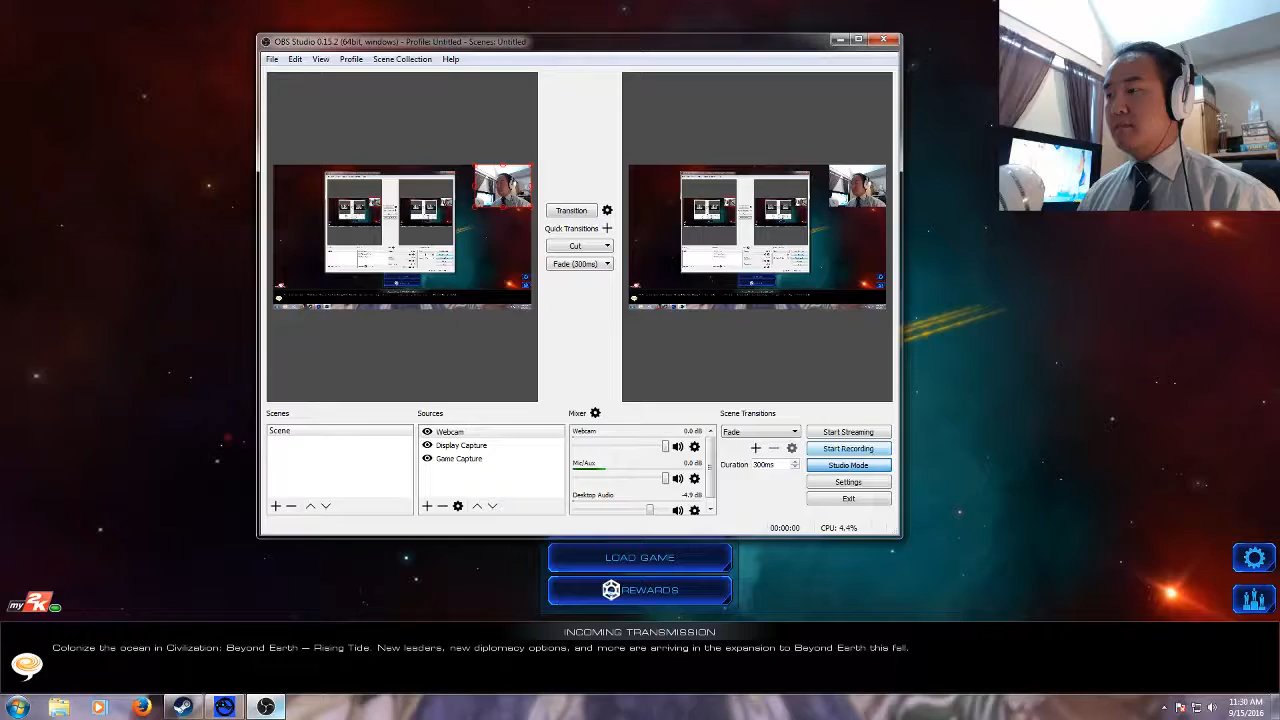 OBS Studio 0.15.2 (64bit, windows) - Profile: Untitled - Scenes: Untitled
File Edit View Profile Scene Collection Help
Transition
Quick Transitions
Cut
Fade (300ms)
Scenes Sources Mixer Scene Transitions
Scene
Webcam
Display Capture
Game Capture
Webcam 0.0 dB
Mic/Aux 0.0 dB
Desktop Audio -4.9 dB
Fade
Duration 300ms
Start Streaming
Start Recording
Studio Mode
Settings
Exit
00:00:00 CPU: 4.4%
LOAD GAME
REWARDS
my2K
INCOMING TRANSMISSION
Colonize the ocean in Civilization: Beyond Earth – Rising Tide. New leaders, new diplomacy options, and more are arriving in the expansion to Beyond Earth this fall.
11:30 AM
9/15/2016